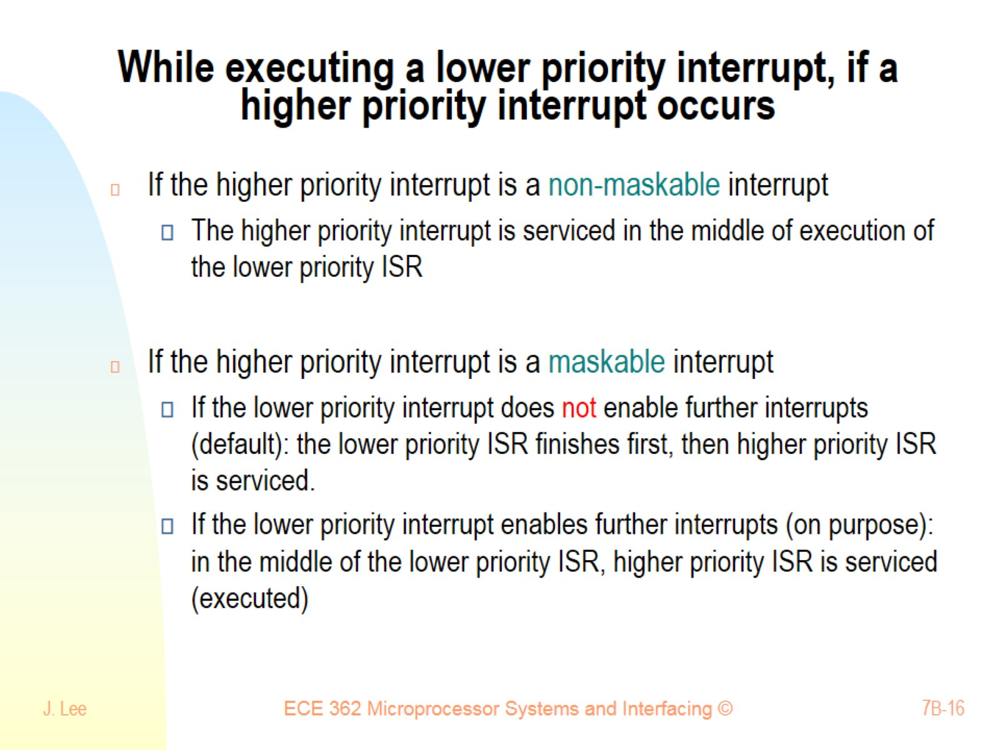 While executing a lower priority interrupt, if a
higher priority interrupt occurs
If the higher priority interrupt is a non-maskable interrupt
The higher priority interrupt is serviced in the middle of execution of
the lower priority ISR
If the higher priority interrupt is a maskable interrupt
If the lower priority interrupt does not enable further interrupts
(default): the lower priority ISR finishes first, then higher priority ISR
is serviced.
If the lower priority interrupt enables further interrupts (on purpose):
in the middle of the lower priority ISR, higher priority ISR is serviced
(executed)
J. Lee
ECE 362 Microprocessor Systems and Interfacing ©
7B-16